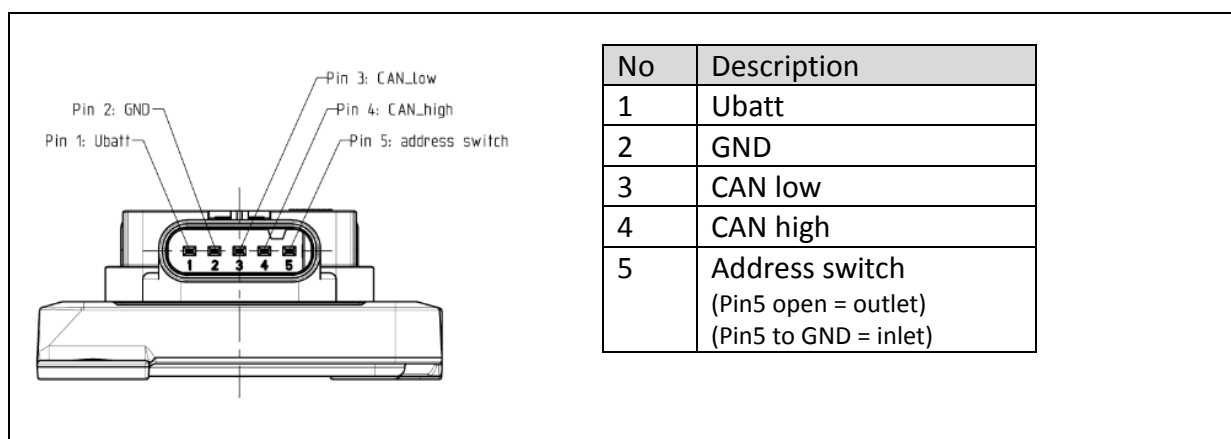 Pin 3: CAN_low
Pin 2: GND
Pin 4: CAN_high
Pin 1: Ubatt
Pin 5: address switch
1 2 3 4 5
No Description
1 Ubatt
2 GND
3 CAN low
4 CAN high
5 Address switch
(Pin5 open = outlet)
(Pin5 to GND = inlet)